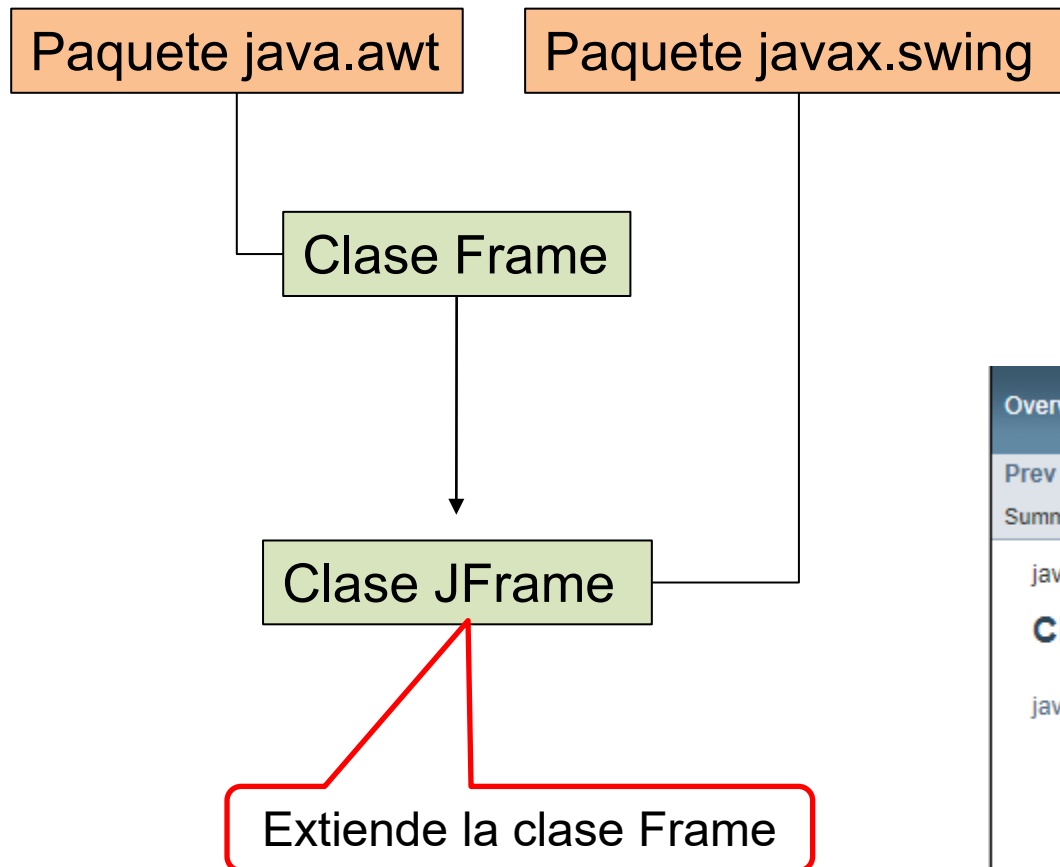 Paquete java.awt
Paquete javax.swing
Clase Frame
Clase JFrame
Extiende la clase Frame
Prev
C